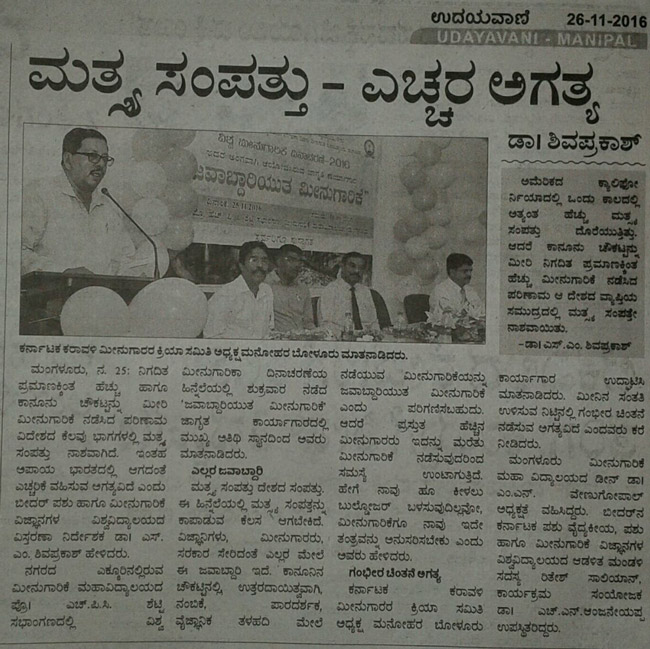 ಉದಯವಾಣಿ 26-11-2016
UDAYAVANI - MANIPAL
ಮತ್ಸ್ಯ ಸಂಪತ್ತು – ಎಚ್ಚರ ಅಗತ್ಯ
ಡಾ। ಶಿವಪ್ರಕಾಶ್
ವಿಶ್ವ ಮೀನುಗಾರಿಕೆ ದಿನಾಚರಣೆ-2016
ಜವಾಬ್ದಾರಿಯುತ ಮೀನುಗಾರಿಕೆ"
ಅಮೆರಿಕದ ಕ್ಯಾಲಿಫೋ
ರ್ನಿಯಾದಲ್ಲಿ ಒಂದು ಕಾಲದಲ್ಲಿ
ಅತ್ಯಂತ ಹೆಚ್ಚು ಮತ್ಸ್ಯ
ಸಂಪತ್ತು ದೊರೆಯುತ್ತಿತ್ತು.
ಆದರೆ ಕಾನೂನು ಚೌಕಟ್ಟನ್ನು
ಮೀರಿ ನಿಗದಿತ ಪ್ರಮಾಣಕ್ಕಿಂತ
ಹೆಚ್ಚು ಮೀನುಗಾರಿಕೆ ನಡೆಸಿದ
ಪರಿಣಾಮ ಆ ದೇಶದ ವ್ಯಾಪ್ತಿಯ
ಸಮುದ್ರದಲ್ಲಿ ಮತ್ಸ್ಯ ಸಂಪತ್ತೇ
ನಾಶವಾಯಿತು.
–ಡಾ। ಎಸ್.ಎಂ. ಶಿವಪ್ರಕಾಶ್
ಕರ್ನಾಟಕ ಕರಾವಳಿ ಮೀನುಗಾರರ ಕ್ರಿಯಾ ಸಮಿತಿ ಅಧ್ಯಕ್ಷ ಮನೋಹರ ಬೋಳೂರು ಮಾತನಾಡಿದರು.
ಮಂಗಳೂರು, ನ. 25: ನಿಗದಿತ
ಪ್ರಮಾಣಕ್ಕಿಂತ ಹೆಚ್ಚು ಹಾಗೂ
ಕಾನೂನು ಚೌಕಟ್ಟನ್ನು ಮೀರಿ
ಮೀನುಗಾರಿಕೆ ನಡೆಸಿದ ಪರಿಣಾಮ
ವಿದೇಶದ ಕೆಲವು ಭಾಗಗಳಲ್ಲಿ ಮತ್ಸ್ಯ
ಸಂಪತ್ತು ನಾಶವಾಗಿದೆ. ಇಂತಹ
ಅಪಾಯ ಭಾರತದಲ್ಲಿ ಆಗದಂತೆ
ಎಚ್ಚರಿಕೆ ವಹಿಸುವ ಅಗತ್ಯವಿದೆ ಎಂದು
ಬೀದರ್ ಪಶು ಹಾಗೂ ಮೀನುಗಾರಿಕೆ
ವಿಜ್ಞಾನಗಳ ವಿಶ್ವವಿದ್ಯಾಲಯದ
ವಿಸ್ತರಣಾ ನಿರ್ದೇಶಕ ಡಾ। ಎಸ್.
ಎಂ. ಶಿವಪ್ರಕಾಶ್ ಹೇಳಿದರು.
ನಗರದ ಎಕ್ಕೂರಿನಲ್ಲಿರುವ
ಮೀನುಗಾರಿಕೆ ಮಹಾವಿದ್ಯಾಲಯದ
ಪ್ರೊ। ಎಚ್.ಪಿ.ಸಿ. ಶೆಟ್ಟಿ
ಸಭಾಂಗಣದಲ್ಲಿ ವಿಶ್ವ
ಮೀನುಗಾರಿಕಾ ದಿನಾಚರಣೆಯ
ಹಿನ್ನೆಲೆಯಲ್ಲಿ ಶುಕ್ರವಾರ ನಡೆದ
'ಜವಾಬ್ದಾರಿಯುತ ಮೀನುಗಾರಿಕೆ'
ಜಾಗೃತ ಕಾರ್ಯಾಗಾರದಲ್ಲಿ
ಮುಖ್ಯ ಅತಿಥಿ ಸ್ಥಾನದಿಂದ ಅವರು
ಮಾತನಾಡಿದರು.
ಎಲ್ಲರ ಜವಾಬ್ದಾರಿ
ಮತ್ಸ್ಯ ಸಂಪತ್ತು ದೇಶದ ಸಂಪತ್ತು.
ಈ ಹಿನ್ನೆಲೆಯಲ್ಲಿ ಮತ್ಸ್ಯ ಸಂಪತ್ತನ್ನು
ಕಾಪಾಡುವ ಕೆಲಸ ಆಗಬೇಕಿದೆ.
ವಿಜ್ಞಾನಿಗಳು, ಮೀನುಗಾರರು,
ಸರಕಾರ ಸೇರಿದಂತೆ ಎಲ್ಲರ ಮೇಲೆ
ಈ ಜವಾಬ್ದಾರಿ ಇದೆ. ಕಾನೂನಿನ
ಚೌಕಟ್ಟಿನಲ್ಲಿ, ಉತ್ತರದಾಯಿತ್ವವಾಗಿ,
ನಂಬಿಕೆ, ಪಾರದರ್ಶಕ,
ವೈಜ್ಞಾನಿಕ ತಳಹದಿ ಮೇಲೆ
ನಡೆಯುವ ಮೀನುಗಾರಿಕೆಯನ್ನು
ಜವಾಬ್ದಾರಿಯುತ ಮೀನುಗಾರಿಕೆ
ಎಂದು ಪರಿಗಣಿಸಬಹುದು.
ಆದರೆ ಪ್ರಸ್ತುತ ಹೆಚ್ಚಿನ
ಮೀನುಗಾರರು ಇದನ್ನು ಮರೆತು
ಮೀನುಗಾರಿಕೆ ನಡೆಸುವುದರಿಂದ
ಸಮಸ್ಯೆ ಉಂಟಾಗುತ್ತಿದೆ.
ಹೇಗೆ ನಾವು ಹೂ ಕೀಳಲು
ಬುಲ್ಡೋಜರ್ ಬಳಸುವುದಿಲ್ಲವೋ,
ಮೀನುಗಾರಿಕೆಗೂ ನಾವು ಇದೇ
ತಂತ್ರವನ್ನು ಅನುಸರಿಸಬೇಕು ಎಂದು
ಅವರು ಹೇಳಿದರು.
ಗಂಭೀರ ಚಿಂತನೆ ಅಗತ್ಯ
ಕರ್ನಾಟಕ ಕರಾವಳಿ
ಮೀನುಗಾರರ ಕ್ರಿಯಾ ಸಮಿತಿ
ಅಧ್ಯಕ್ಷ ಮನೋಹರ ಬೋಳೂರು
ಕಾರ್ಯಾಗಾರ ಉದ್ಘಾಟಿಸಿ
ಮಾತನಾಡಿದರು. ಮೀನಿನ ಸಂತತಿ
ಉಳಿಸುವ ನಿಟ್ಟಿನಲ್ಲಿ ಗಂಭೀರ ಚಿಂತನೆ
ನಡೆಸುವ ಅಗತ್ಯವಿದೆ ಎಂದವರು ಕರೆ
ನೀಡಿದರು.
ಮಂಗಳೂರು ಮೀನುಗಾರಿಕೆ
ಮಹಾ ವಿದ್ಯಾಲಯದ ಡೀನ್ ಡಾ।
ಎಂ.ಎನ್. ವೇಣುಗೋಪಾಲ್
ಅಧ್ಯಕ್ಷತೆ ವಹಿಸಿದ್ದರು. ಬೀದರ್‌ನ
ಕರ್ನಾಟಕ ಪಶು ವೈದ್ಯಕೀಯ, ಪಶು
ಹಾಗೂ ಮೀನುಗಾರಿಕೆ ವಿಜ್ಞಾನಗಳ
ವಿಶ್ವವಿದ್ಯಾಲಯದ ಆಡಳಿತ ಮಂಡಳಿ
ಸದಸ್ಯ ರಿತೇಶ್ ಸಾಲಿಯಾನ್,
ಕಾರ್ಯಕ್ರಮ ಸಂಯೋಜಕ
ಡಾ। ಎಚ್.ಎನ್.ಆಂಜನೇಯಪ್ಪ
ಉಪಸ್ಥಿತರಿದ್ದರು.